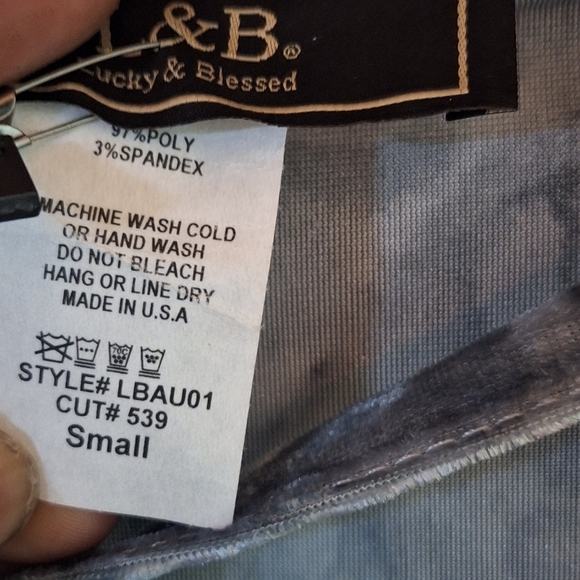 & B.®
Lucky & Blessed
97%POLY
3%SPANDEX
MACHINE WASH COLD
OR HAND WASH
DO NOT BLEACH
HANG OR LINE DRY
MADE IN U.S.A
70C
STYLE# LBAU01
CUT# 539
Small